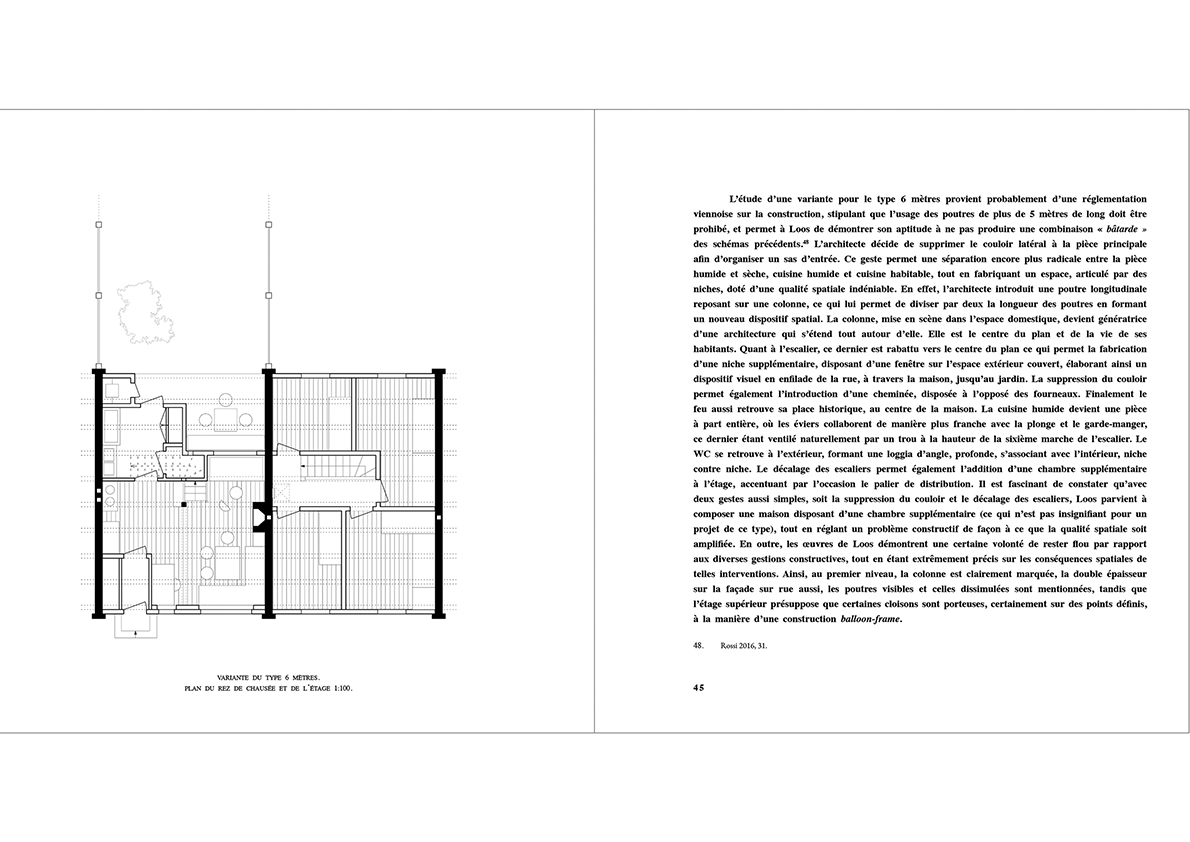 VARIANTE DU TYPE 6 MÈTRES.
PLAN DU REZ DE CHAUSÉE ET DE L'ÉTAGE 1:100.
L'étude d'une variante pour le type 6 mètres provient probablement d'une réglementation
viennoise sur la construction, stipulant que l'usage des poutres de plus de 5 mètres de long doit être
prohibé, et permet à Loos de démontrer son aptitude à ne pas produire une combinaison « bâtarde »
des schémas précédents.48 L'architecte décide de supprimer le couloir latéral à la pièce principale
afin d'organiser un sas d'entrée. Ce geste permet une séparation encore plus radicale entre la pièce
humide et sèche, cuisine humide et cuisine habitable, tout en fabriquant un espace, articulé par des
niches, doté d'une qualité spatiale indéniable. En effet, l'architecte introduit une poutre longitudinale
reposant sur une colonne, ce qui lui permet de diviser par deux la longueur des poutres en formant
un nouveau dispositif spatial. La colonne, mise en scène dans l'espace domestique, devient génératrice
d'une architecture qui s'étend tout autour d'elle. Elle est le centre du plan et de la vie de ses
habitants. Quant à l'escalier, ce dernier est rabattu vers le centre du plan ce qui permet la fabrication
d'une niche supplémentaire, disposant d'une fenêtre sur l'espace extérieur couvert, élaborant ainsi un
dispositif visuel en enfilade de la rue, à travers la maison, jusqu'au jardin. La suppression du couloir
permet également l'introduction d'une cheminée, disposée à l'opposé des fourneaux. Finalement le
feu aussi retrouve sa place historique, au centre de la maison. La cuisine humide devient une pièce
à part entière, où les éviers collaborent de manière plus franche avec la plonge et le garde-manger,
ce dernier étant ventilé naturellement par un trou à la hauteur de la sixième marche de l'escalier. Le
WC se retrouve à l'extérieur, formant une loggia d'angle, profonde, s'associant avec l'intérieur, niche
contre niche. Le décalage des escaliers permet également l'addition d'une chambre supplémentaire
à l'étage, accentuant par l'occasion le palier de distribution. Il est fascinant de constater qu'avec
deux gestes aussi simples, soit la suppression du couloir et le décalage des escaliers, Loos parvient à
composer une maison disposant d'une chambre supplémentaire (ce qui n'est pas insignifiant pour un
projet de ce type), tout en réglant un problème constructif de façon à ce que la qualité spatiale soit
amplifiée. En outre, les œuvres de Loos démontrent une certaine volonté de rester flou par rapport
aux diverses gestions constructives, tout en étant extrêmement précis sur les conséquences spatiales de
telles interventions. Ainsi, au premier niveau, la colonne est clairement marquée, la double épaisseur
sur la façade sur rue aussi, les poutres visibles et celles dissimulées sont mentionnées, tandis que
l'étage supérieur présuppose que certaines cloisons sont porteuses, certainement sur des points définis,
à la manière d'une construction balloon-frame.
48. Rossi 2016, 31.
45